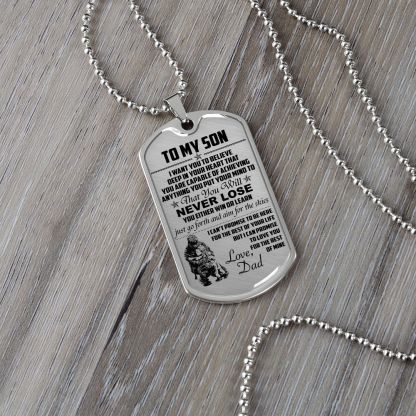 TO MY SON
I WANT YOU TO BELIEVE
DEEP IN YOUR HEART THAT
YOU ARE CAPABLE OF ACHIEVING
ANYTHING YOU PUT YOUR MIND TO
That You Will
NEVER LOSE
YOU EITHER WIN OR LEARN
just go forth and aim for the skies
I CAN'T PROMISE TO BE HERE
FOR THE REST OF YOUR LIFE
BUT I CAN PROMISE
TO LOVE YOU
FOR THE REST
OF MINE
Love,
Dad